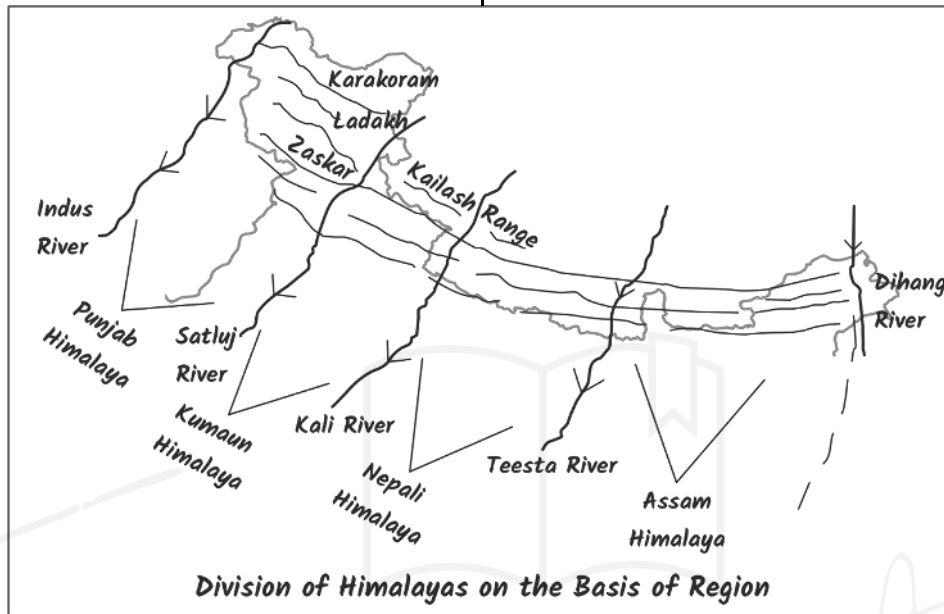 Karakoram
Ladakh
Zaskar
Kailash Range
Indus
River
Dihang
River
Punjab
Himalaya
Satluj
River
Kumaun
Himalaya
Kali River
Nepali
Himalaya
Teesta River
Assam
Himalaya
Division of Himalayas on the Basis of Region